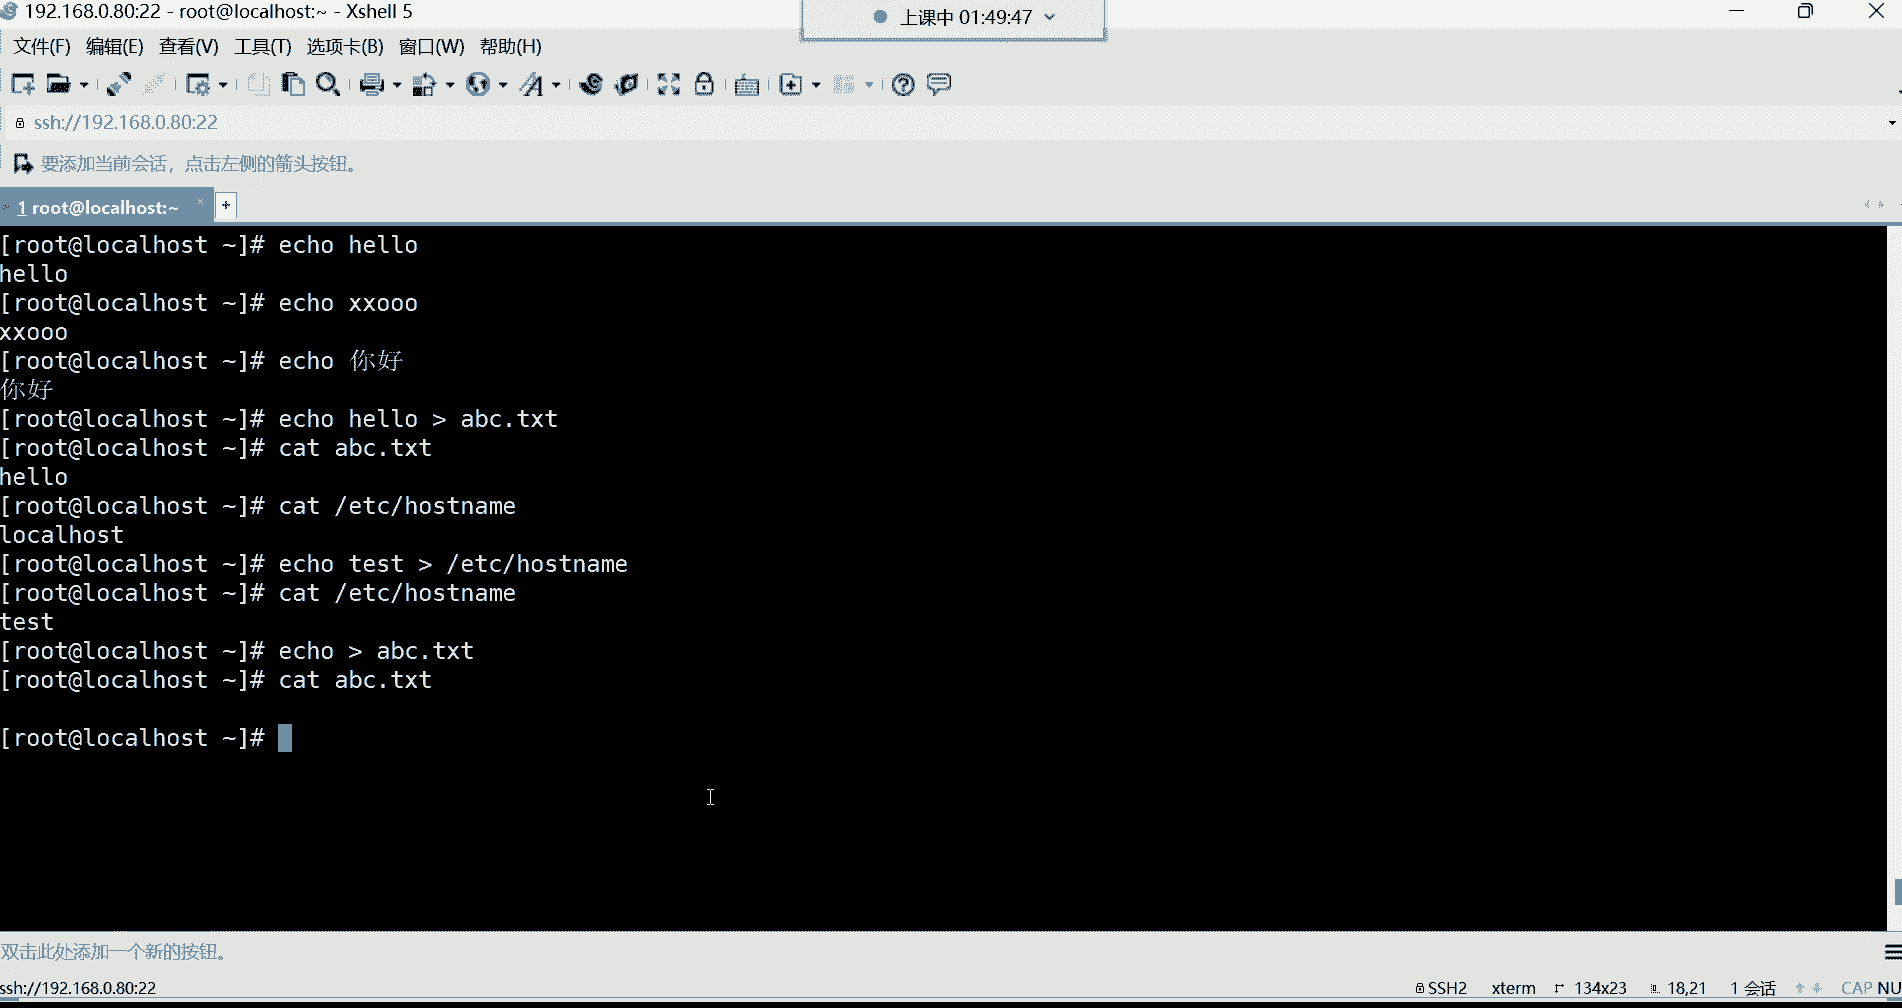 192.168.0.80:22 - root@localhost:~ - Xshell 5
上课中 01:49:47
文件(F) 编辑(E) 查看(V) 工具(T) 选项卡(B) 窗口(W) 帮助(H)
ssh://192.168.0.80:22
要添加当前会话，点击左侧的箭头按钮。
1 root@localhost:~
[root@localhost ~]# echo hello
hello
[root@localhost ~]# echo xxooo
xxooo
[root@localhost ~]# echo 你好
你好
[root@localhost ~]# echo hello > abc.txt
[root@localhost ~]# cat abc.txt
hello
[root@localhost ~]# cat /etc/hostname
localhost
[root@localhost ~]# echo test > /etc/hostname
[root@localhost ~]# cat /etc/hostname
test
[root@localhost ~]# echo > abc.txt
[root@localhost ~]# cat abc.txt
[root@localhost ~]#
双击此处添加一个新的按钮。
ssh://192.168.0.80:22 SSH2 xterm 134x23 18,21 1 会话 CAP NU